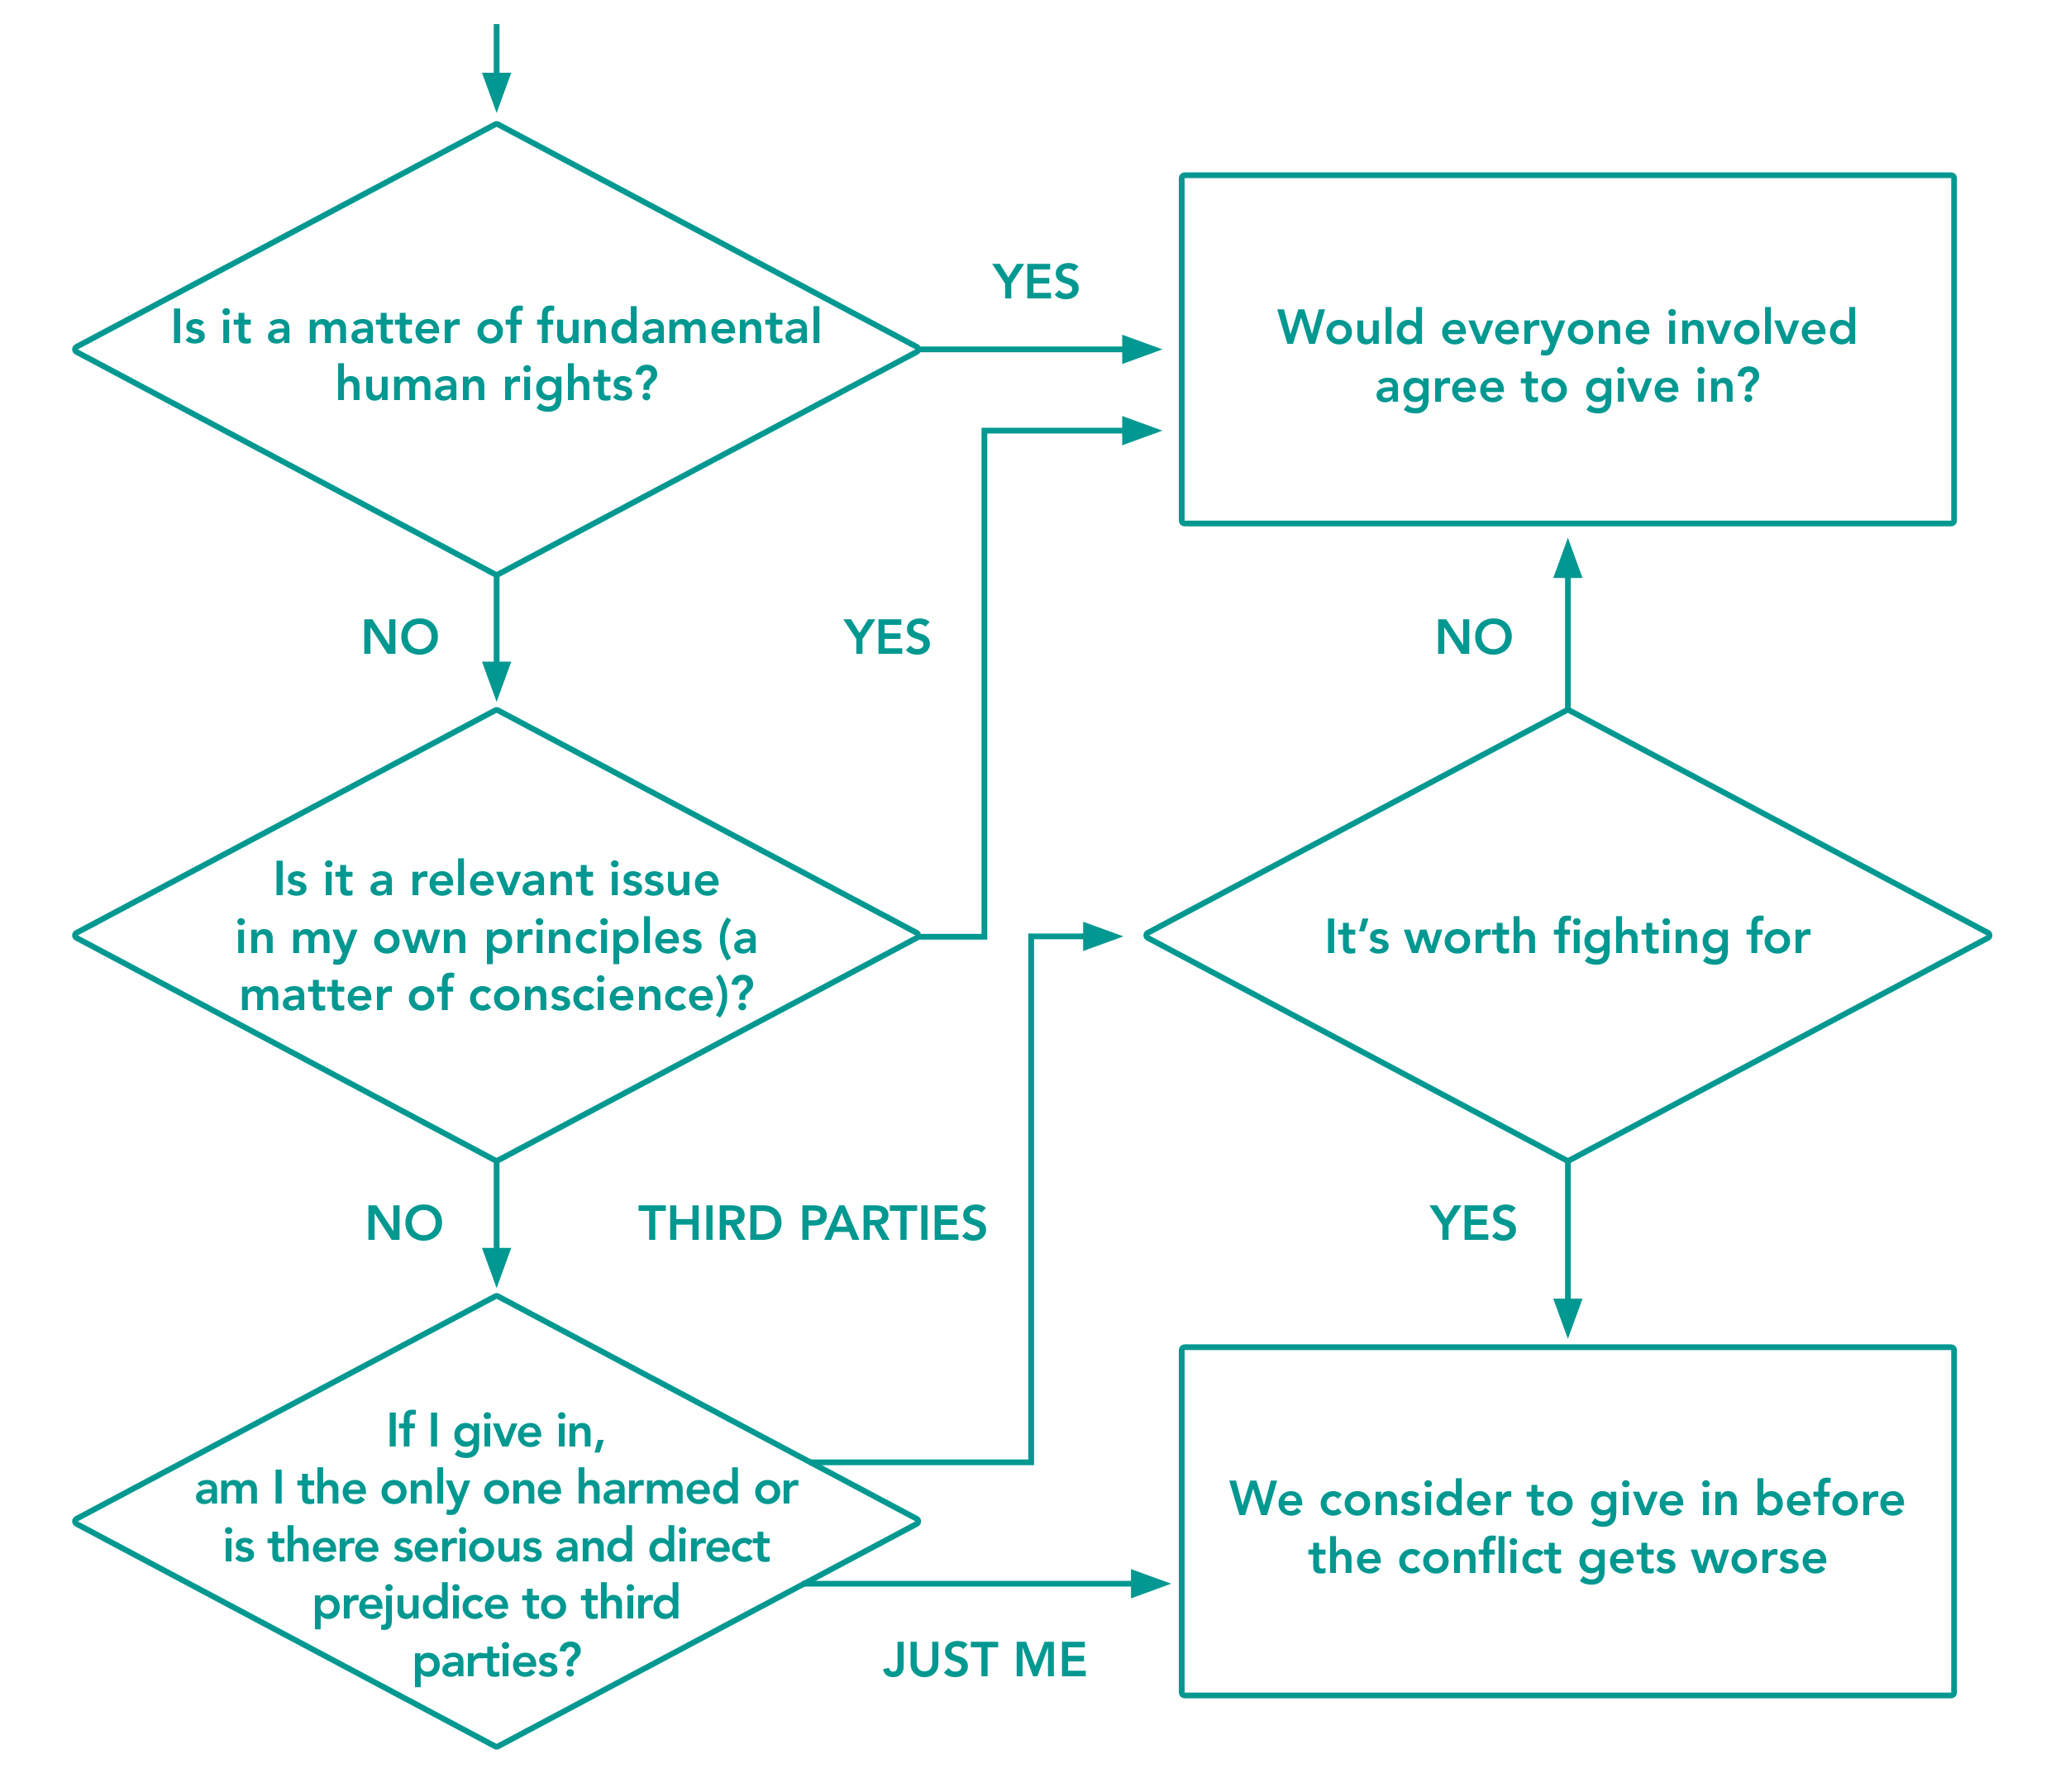 Is it a matter of fundamental
human rights?
YES
Would everyone involved
agree to give in?
NO
YES
NO
Is it a relevant issue
in my own principles (a
matter of conscience)?
It's worth fighting for
NO
THIRD PARTIES
YES
If I give in,
am I the only one harmed or
is there serious and direct
prejudice to third
parties?
JUST ME
We consider to give in before
the conflict gets worse